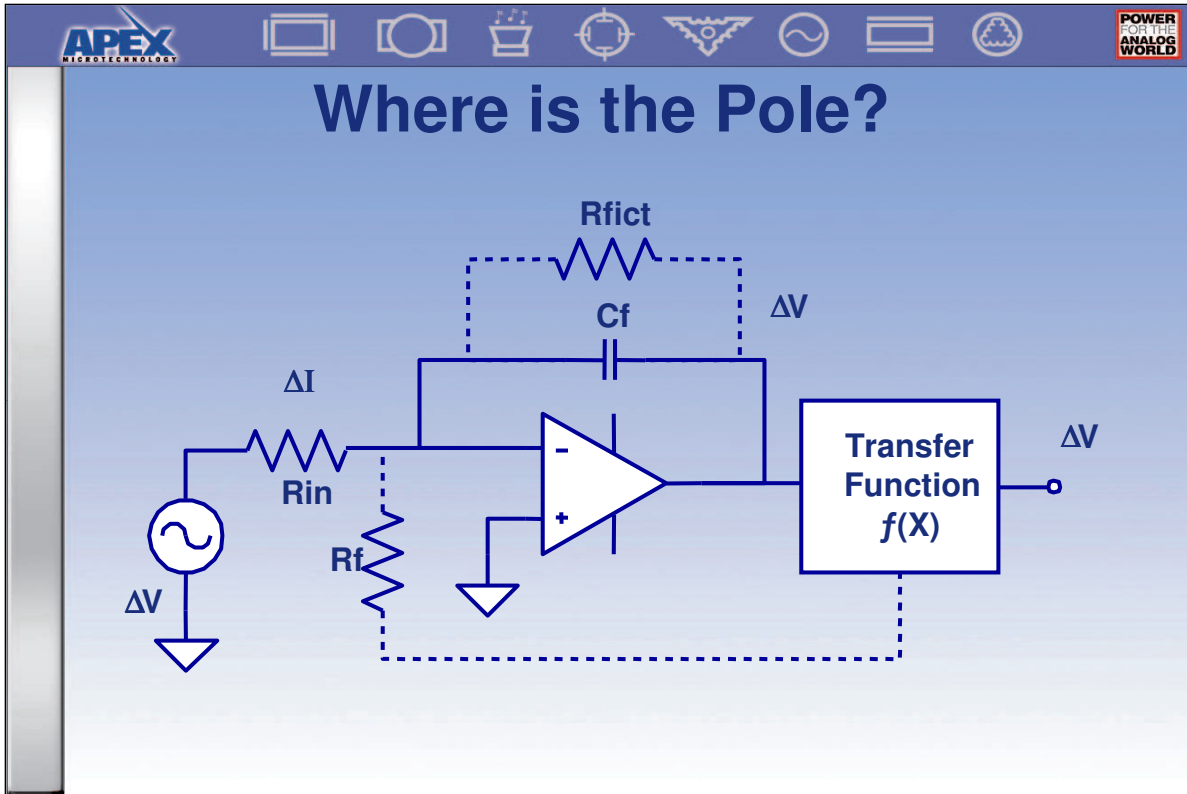 APEX
MICROTECHNOLOGY
POWER
FOR THE
ANALOG
WORLD
Where is the Pole?
Rfict
ΔV
Cf
ΔI
Rin
Rf
ΔV
-
+
Transfer
Function
ƒ(X)
ΔV